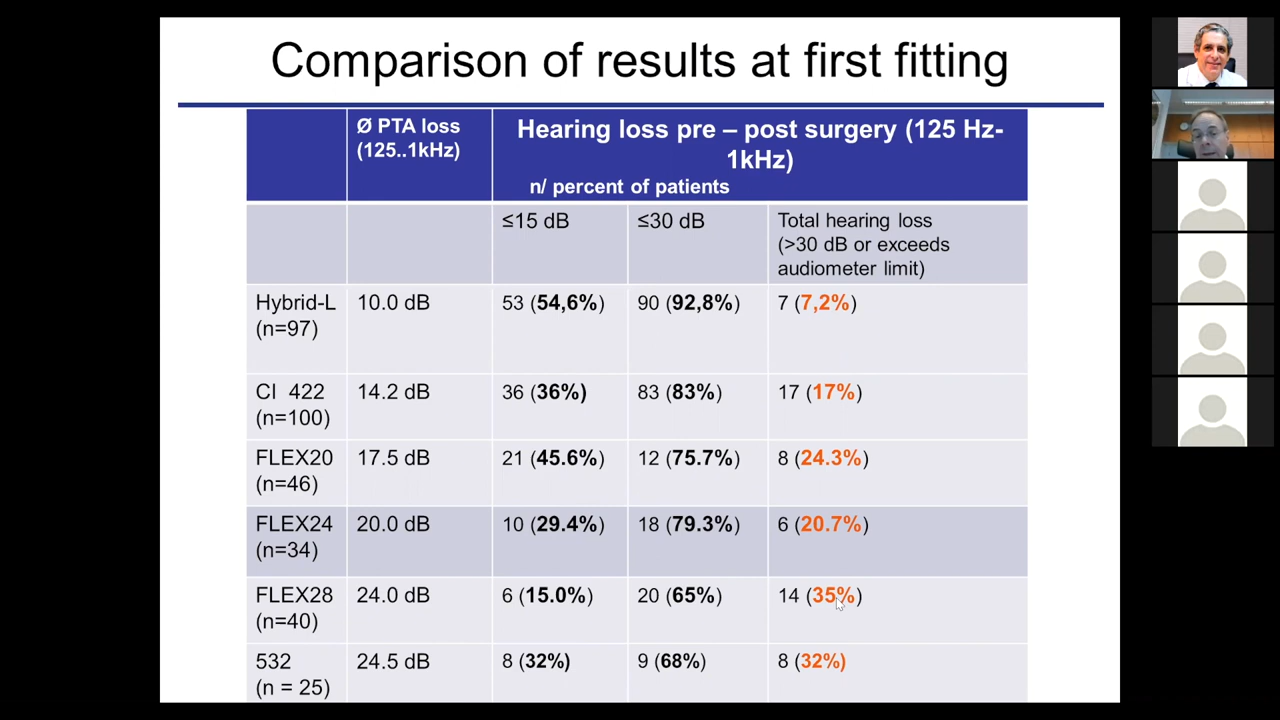 Comparison of results at first fitting
Ø PTA loss
(125..1kHz)
Hearing loss pre – post surgery (125 Hz-
1kHz)
n/ percent of patients
≤15 dB
≤30 dB
Total hearing loss
(>30 dB or exceeds
audiometer limit)
Hybrid-L
(n=97)
10.0 dB
53 (54,6%)
90 (92,8%)
7 (7,2%)
CI 422
(n=100)
14.2 dB
36 (36%)
83 (83%)
17 (17%)
FLEX20
(n=46)
17.5 dB
21 (45.6%)
12 (75.7%)
8 (24.3%)
FLEX24
(n=34)
20.0 dB
10 (29.4%)
18 (79.3%)
6 (20.7%)
FLEX28
(n=40)
24.0 dB
6 (15.0%)
20 (65%)
14 (35%)
532
(n = 25)
24.5 dB
8 (32%)
9 (68%)
8 (32%)